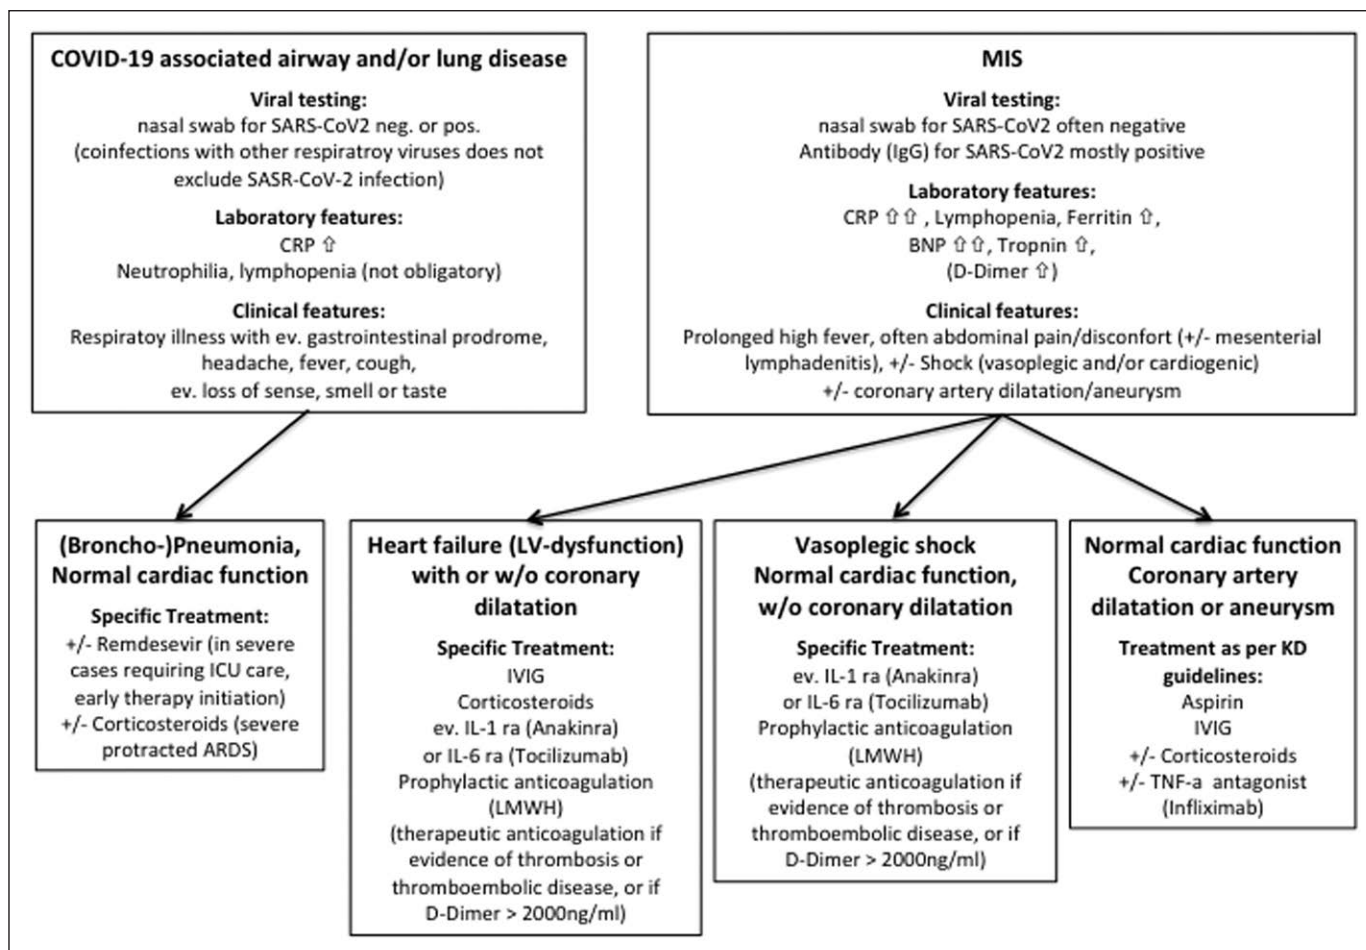 COVID-19 associated airway and/or lung disease
Viral testing:
nasal swab for SARS-CoV2 neg. or pos.
(coinfections with other respiratroy viruses does not
exclude SASR-CoV-2 infection)
Laboratory features:
CRP ⇧
Neutrophilia, lymphopenia (not obligatory)
Clinical features:
Respiratoy illness with ev. gastrointestinal prodrome,
headache, fever, cough,
ev. loss of sense, smell or taste
MIS
Viral testing:
nasal swab for SARS-CoV2 often negative
Antibody (IgG) for SARS-CoV2 mostly positive
Laboratory features:
CRP ⇧⇧ , Lymphopenia, Ferritin ⇧,
BNP ⇧⇧, Tropnin ⇧,
(D-Dimer ⇧)
Clinical features:
Prolonged high fever, often abdominal pain/disconfort (+/- mesenterial
lymphadenitis), +/- Shock (vasoplegic and/or cardiogenic)
+/- coronary artery dilatation/aneurysm
(Broncho-)Pneumonia,
Normal cardiac function
Specific Treatment:
+/- Remdesevir (in severe
cases requiring ICU care,
early therapy initiation)
+/- Corticosteroids (severe
protracted ARDS)
Heart failure (LV-dysfunction)
with or w/o coronary
dilatation
Specific Treatment:
IVIG
Corticosteroids
ev. IL-1 ra (Anakinra)
or IL-6 ra (Tocilizumab)
Prophylactic anticoagulation
(LMWH)
(therapeutic anticoagulation if
evidence of thrombosis or
thromboembolic disease, or if
D-Dimer > 2000ng/ml)
Vasoplegic shock
Normal cardiac function,
w/o coronary dilatation
Specific Treatment:
ev. IL-1 ra (Anakinra)
or IL-6 ra (Tocilizumab)
Prophylactic anticoagulation
(LMWH)
(therapeutic anticoagulation if
evidence of thrombosis or
thromboembolic disease, or if
D-Dimer > 2000ng/ml)
Normal cardiac function
Coronary artery
dilatation or aneurysm
Treatment as per KD
guidelines:
Aspirin
IVIG
+/- Corticosteroids
+/- TNF-a antagonist
(Infliximab)